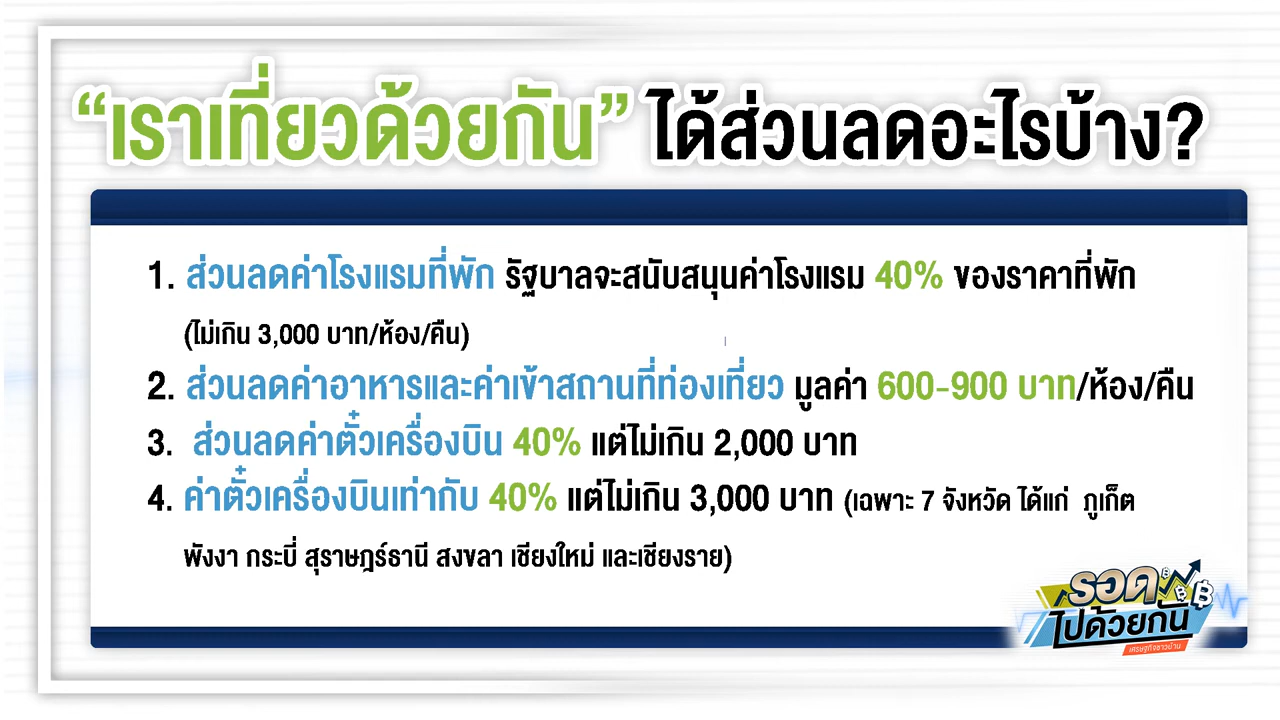 “เราเที่ยวด้วยกัน” ได้ส่วนลดอะไรบ้าง?
1. ส่วนลดค่าโรงแรมที่พัก รัฐบาลจะสนับสนุนค่าโรงแรม 40% ของราคาที่พัก
(ไม่เกิน 3,000 บาท/ห้อง/คืน)
2. ส่วนลดค่าอาหารและค่าเข้าสถานที่ท่องเที่ยว มูลค่า 600-900 บาท/ห้อง/คืน
3. ส่วนลดค่าตั๋วเครื่องบิน 40% แต่ไม่เกิน 2,000 บาท
4. ค่าตั๋วเครื่องบินเท่ากับ 40% แต่ไม่เกิน 3,000 บาท (เฉพาะ 7 จังหวัด ได้แก่ ภูเก็ต
พังงา กระบี่ สุราษฎร์ธานี สงขลา เชียงใหม่ และเชียงราย)
รอด
ไปด้วยกัน
เศรษฐกิจชาวบ้าน